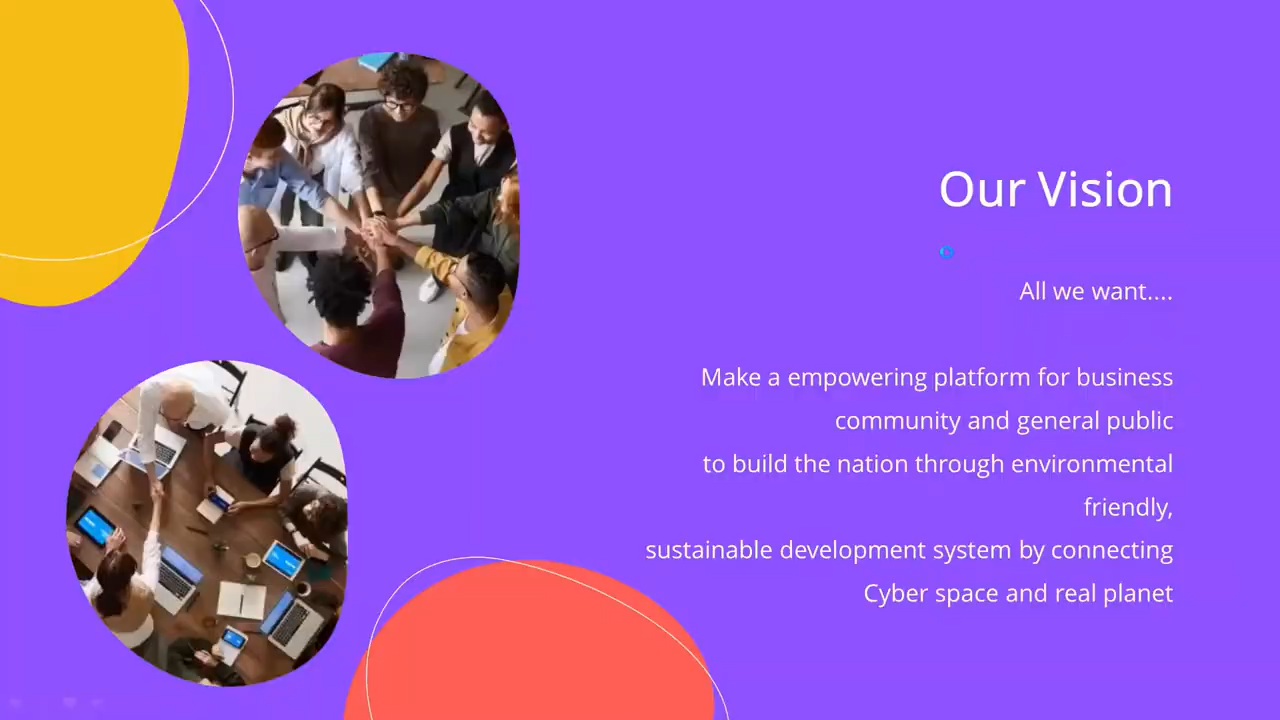 Our Vision
All we want....
Make a empowering platform for business
community and general public
to build the nation through environmental
friendly,
sustainable development system by connecting
Cyber space and real planet